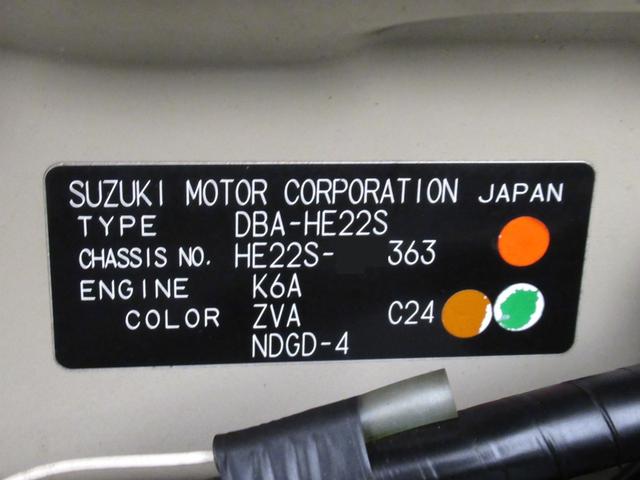 SUZUKI MOTOR CORPORATION JAPAN
TYPE DBA-HE22S
CHASSIS NO. HE22S- 363
ENGINE K6A
COLOR ZVA C24
NDGD-4